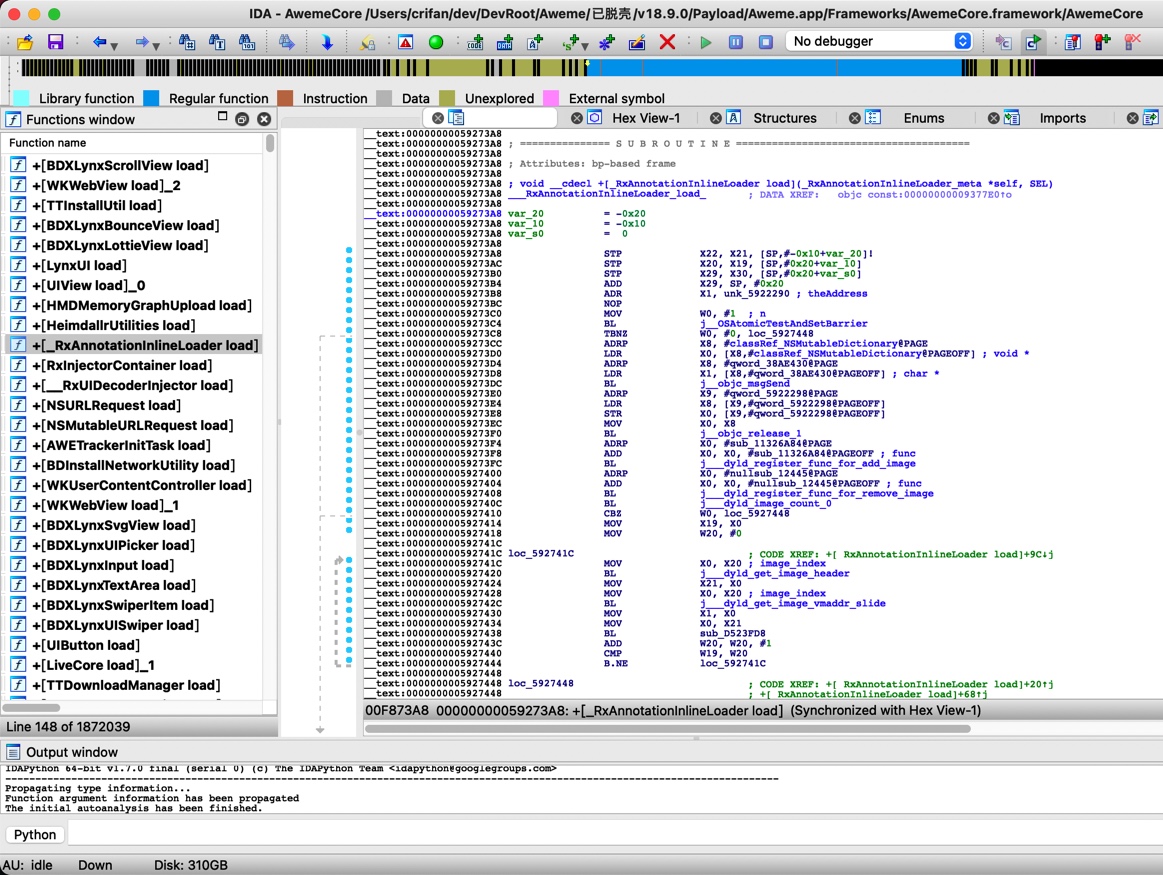 IDA - AwemeCore /Users/crifan/dev/DevRoot/Aweme/已脱壳/v18.9.0/Payload/Aweme.app/Frameworks/AwemeCore.framework/AwemeCore
No debugger
Library function Regular function Instruction Data Unexplored External symbol
Functions window
Hex View-1 Structures Enums Imports
Function name
+[BDXLynxScrollView load]
+[WKWebView load]_2
+[TTInstallUtil load]
+[BDXLynxBounceView load]
+[BDXLynxLottieView load]
+[LynxUI load]
+[UIView load]_0
+[HMDMemoryGraphUpload load]
+[HeimdallrUtilities load]
+[_RxAnnotationInlineLoader load]
+[RxInjectorContainer load]
+[__RxUIDecoderInjector load]
+[NSURLRequest load]
+[NSMutableURLRequest load]
+[AWETrackerInitTask load]
+[BDInstallNetworkUtility load]
+[WKUserContentController load]
+[WKWebView load]_1
+[BDXLynxSvgView load]
+[BDXLynxUIPicker load]
+[BDXLynxInput load]
+[BDXLynxTextArea load]
+[BDXLynxSwiperItem load]
+[BDXLynxUISwiper load]
+[UIButton load]
+[LiveCore load]_1
+[TTDownloadManager load]
Line 148 of 1872039
__text:00000000059273A8
__text:00000000059273A8 ; =============== S U B R O U T I N E =======================================
__text:00000000059273A8
__text:00000000059273A8 ; Attributes: bp-based frame
__text:00000000059273A8
__text:00000000059273A8 ; void __cdecl +[_RxAnnotationInlineLoader load](_RxAnnotationInlineLoader_meta *self, SEL)
__text:00000000059273A8 ___RxAnnotationInlineLoader_load_ ; DATA XREF: __objc_const:00000000009377E0↑o
__text:00000000059273A8
__text:00000000059273A8 var_20 = -0x20
__text:00000000059273A8 var_10 = -0x10
__text:00000000059273A8 var_s0 = 0
__text:00000000059273A8
__text:00000000059273A8 STP X22, X21, [SP,#-0x10+var_20]!
__text:00000000059273AC STP X20, X19, [SP,#0x20+var_10]
__text:00000000059273B0 STP X29, X30, [SP,#0x20+var_s0]
__text:00000000059273B4 ADD X29, SP, #0x20
__text:00000000059273B8 ADR X1, unk_5922290 ; theAddress
__text:00000000059273BC NOP
__text:00000000059273C0 MOV W0, #1 ; n
__text:00000000059273C4 BL j__OSAtomicTestAndSetBarrier
__text:00000000059273C8 TBNZ W0, #0, loc_5927448
__text:00000000059273CC ADRP X8, #classRef_NSMutableDictionary@PAGE
__text:00000000059273D0 LDR X0, [X8,#classRef_NSMutableDictionary@PAGEOFF] ; void *
__text:00000000059273D4 ADRP X8, #qword_38AE430@PAGE
__text:00000000059273D8 LDR X1, [X8,#qword_38AE430@PAGEOFF] ; char *
__text:00000000059273DC BL j__objc_msgSend
__text:00000000059273E0 ADRP X9, #qword_5922298@PAGE
__text:00000000059273E4 LDR X8, [X9,#qword_5922298@PAGEOFF]
__text:00000000059273E8 STR X0, [X9,#qword_5922298@PAGEOFF]
__text:00000000059273EC MOV X0, X8
__text:00000000059273F0 BL j__objc_release_1
__text:00000000059273F4 ADRP X0, #sub_11326A84@PAGE
__text:00000000059273F8 ADD X0, X0, #sub_11326A84@PAGEOFF ; func
__text:00000000059273FC BL j___dyld_register_func_for_add_image
__text:0000000005927400 ADRP X0, #nullsub_12445@PAGE
__text:0000000005927404 ADD X0, X0, #nullsub_12445@PAGEOFF ; func
__text:0000000005927408 BL j___dyld_register_func_for_remove_image
__text:000000000592740C BL j___dyld_image_count_0
__text:0000000005927410 CBZ W0, loc_5927448
__text:0000000005927414 MOV X19, X0
__text:0000000005927418 MOV W20, #0
__text:000000000592741C
__text:000000000592741C loc_592741C ; CODE XREF: +[_RxAnnotationInlineLoader load]+9C↓j
__text:000000000592741C MOV X0, X20 ; image_index
__text:0000000005927420 BL j___dyld_get_image_header
__text:0000000005927424 MOV X21, X0
__text:0000000005927428 MOV X0, X20 ; image_index
__text:000000000592742C BL j___dyld_get_image_vmaddr_slide
__text:0000000005927430 MOV X1, X0
__text:0000000005927434 MOV X0, X21
__text:0000000005927438 BL sub_D523FD8
__text:000000000592743C ADD W20, W20, #1
__text:0000000005927440 CMP W19, W20
__text:0000000005927444 B.NE loc_592741C
__text:0000000005927448
__text:0000000005927448 loc_5927448 ; CODE XREF: +[_RxAnnotationInlineLoader load]+20↑j
__text:0000000005927448 ; +[_RxAnnotationInlineLoader load]+68↑j
00F873A8 00000000059273A8: +[_RxAnnotationInlineLoader load] (Synchronized with Hex View-1)
Output window
IDAPython 64-bit v1.7.0 final (serial 0) (c) The IDAPython Team <idapython@googlegroups.com>
Propagating type information...
Function argument information has been propagated
The initial autoanalysis has been finished.
Python
AU: idle Down Disk: 310GB